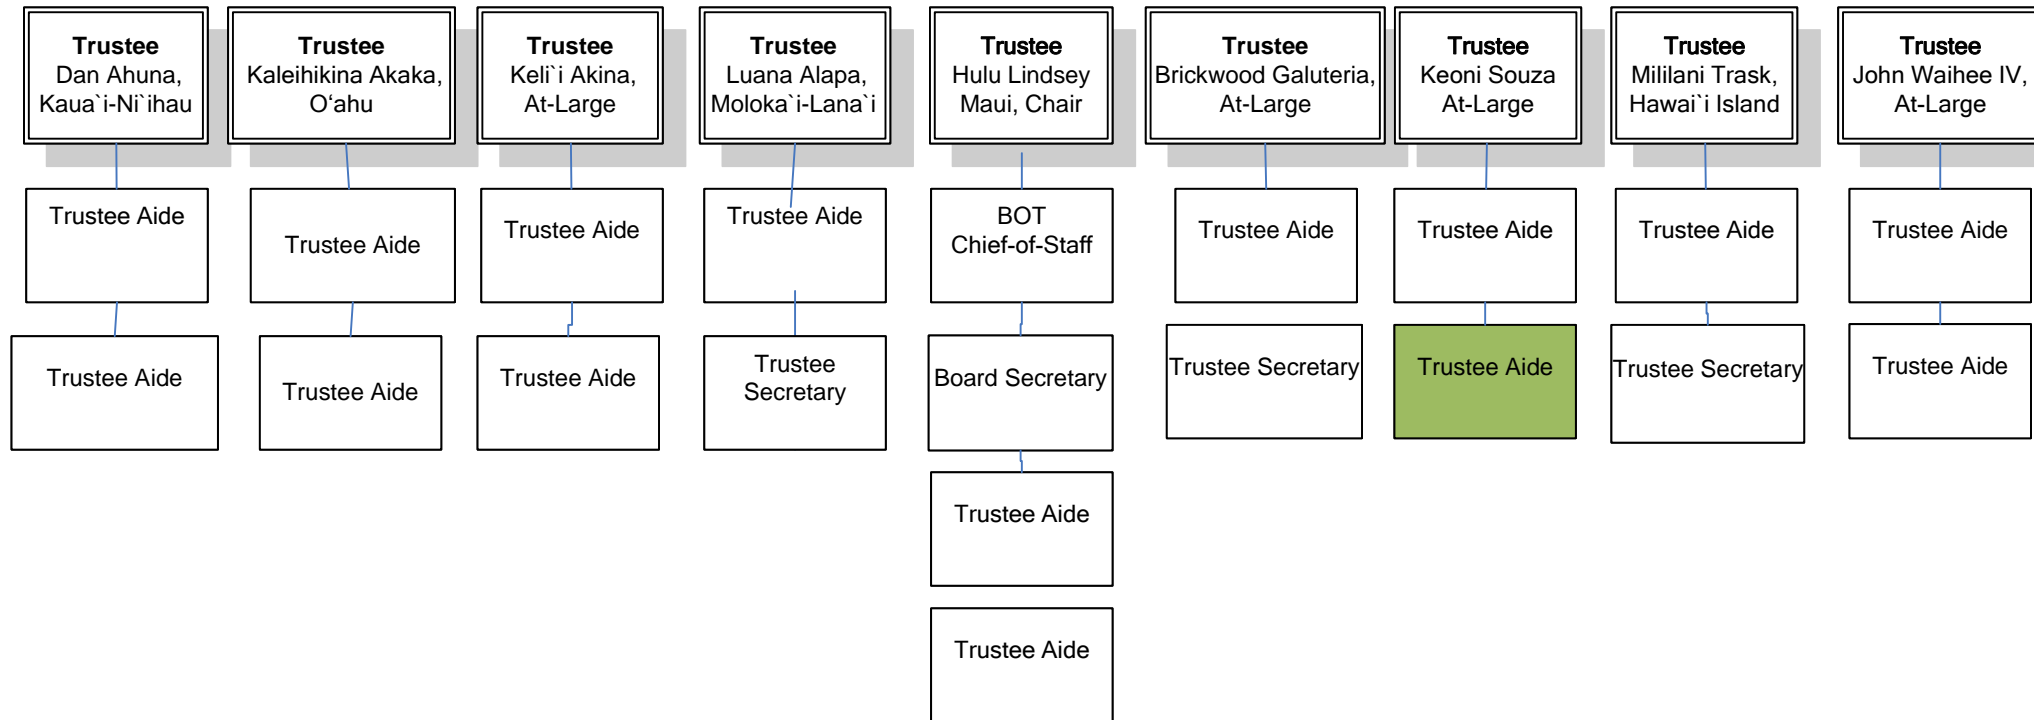 Trustee
Dan Ahuna,
Kaua`i-Ni`ihau
Trustee
Kaleihikina Akaka,
O‘ahu
Trustee
Keli`i Akina,
At-Large
Trustee
Luana Alapa,
Moloka`i-Lana`i
Trustee
Hulu Lindsey
Maui, Chair
Trustee
Brickwood Galuteria,
At-Large
Trustee
Keoni Souza
At-Large
Trustee
Mililani Trask,
Hawai`i Island
Trustee
John Waihee IV,
At-Large
Trustee Aide
Trustee Aide
Trustee Aide
Trustee Aide
BOT
Chief-of-Staff
Trustee Aide
Trustee Aide
Trustee Aide
Trustee Aide
Trustee Aide
Trustee Aide
Trustee Aide
Trustee
Secretary
Board Secretary
Trustee Secretary
Trustee Aide
Trustee Secretary
Trustee Aide
Trustee Aide
Trustee Aide